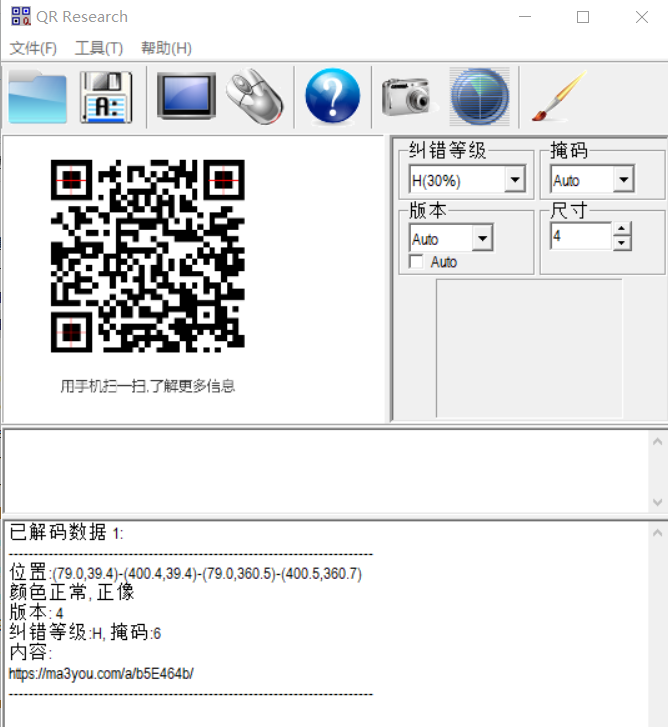 QR Research
文件(F) 工具(T) 帮助(H)
A:
纠错等级 掩码
H(30%) Auto
版本 尺寸
Auto 4
Auto
用手机扫一扫,了解更多信息
已解码数据 1:
--------------------------------------------------------------------------
位置:(79.0,39.4)-(400.4,39.4)-(79.0,360.5)-(400.5,360.7)
颜色正常, 正像
版本: 4
纠错等级:H, 掩码:6
内容:
https://ma3you.com/a/b5E464b/
--------------------------------------------------------------------------